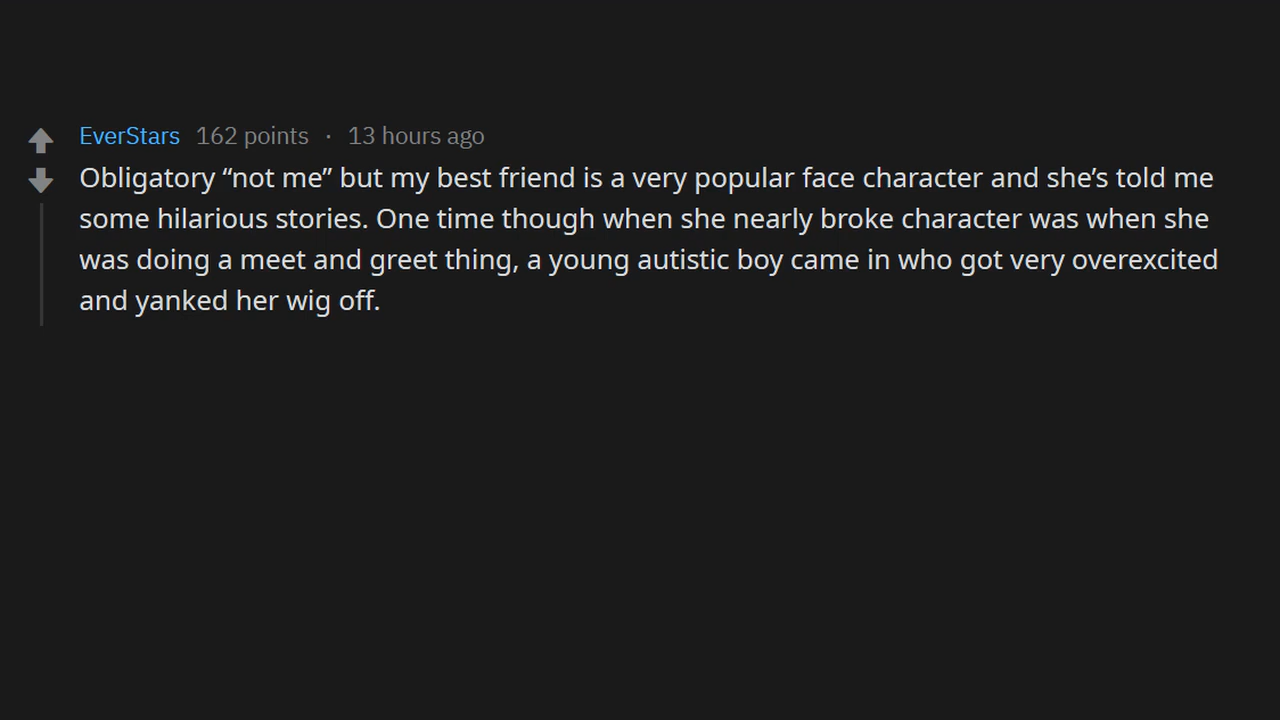 EverStars 162 points · 13 hours ago
Obligatory “not me” but my best friend is a very popular face character and she’s told me
some hilarious stories. One time though when she nearly broke character was when she
was doing a meet and greet thing, a young autistic boy came in who got very overexcited
and yanked her wig off.